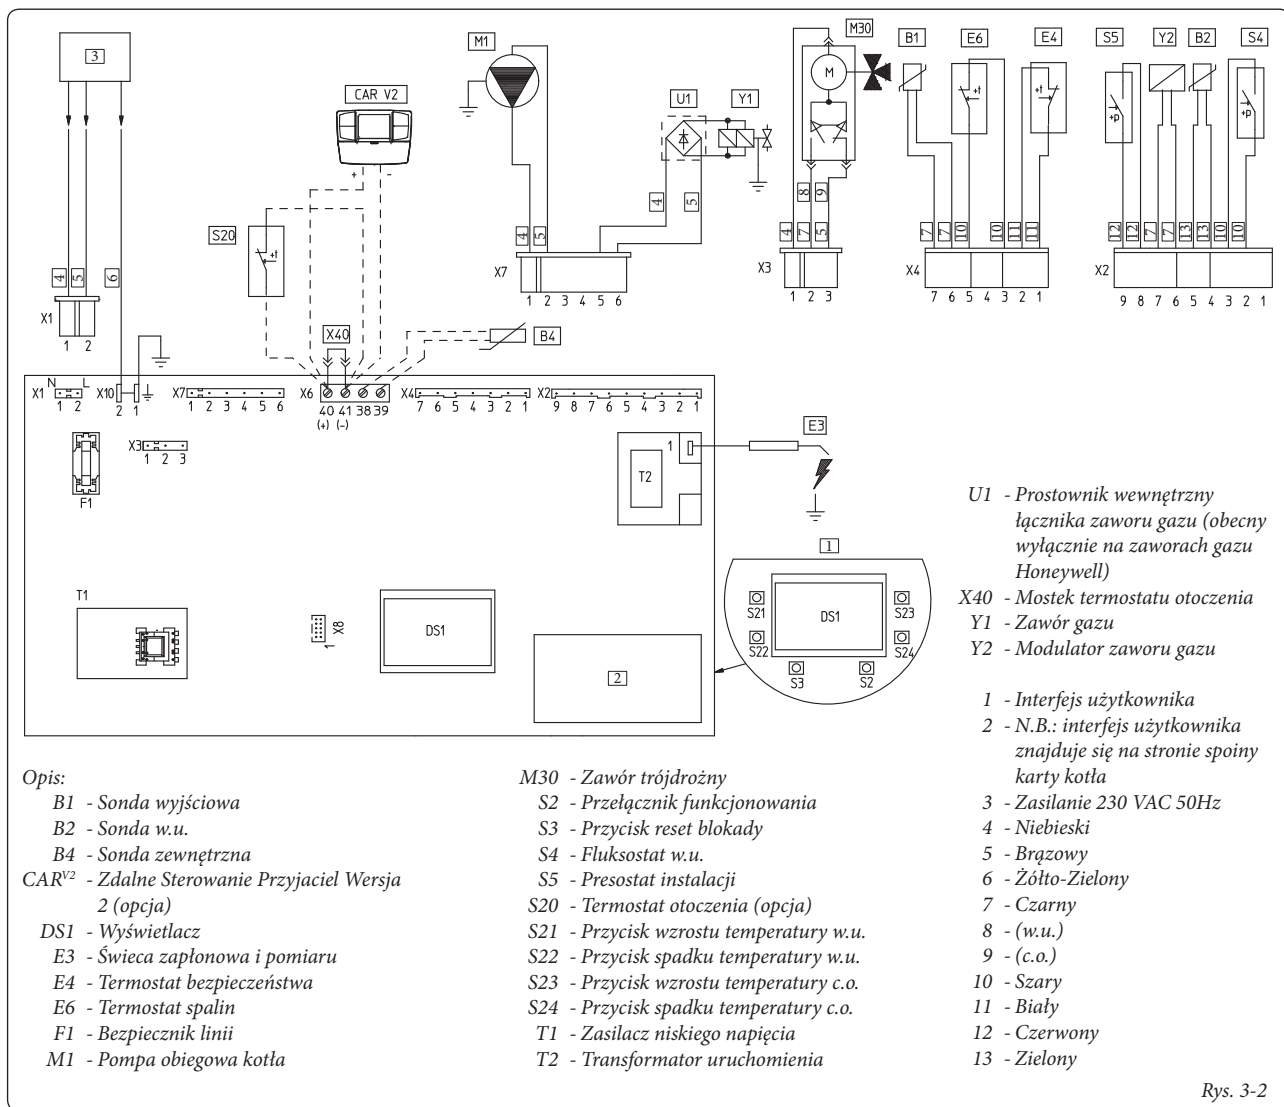 3
CAR V2
+ -
S20
+t
X40
B4
M1
U1
Y1
M30
M
B1
E6
E4
S5
Y2
B2
S4
+t
+t
+p
+p
4
5
6
8
9
4
5
4
5
4
7
5
7
7
10
10
11
11
12
12
7
7
13
13
10
10
X1
1 2
X7
1 2 3 4 5 6
X3
1 2 3
X4
7 6 5 4 3 2 1
X2
9 8 7 6 5 4 3 2 1
X1
N L
1 2
X10
2 1
X7
1 2 3 4 5 6
X6
40 41 38 39
(+) (-)
X4
7 6 5 4 3 2 1
X2
9 8 7 6 5 4 3 2 1
X3
1 2 3
F1
T2
1
E3
T1
1
X8
DS1
2
1
DS1
S21
S22
S23
S24
S3
S2
Opis:
B1 - Sonda wyjściowa
B2 - Sonda w.u.
B4 - Sonda zewnętrzna
CARV2 - Zdalne Sterowanie Przyjaciel Wersja
2 (opcja)
DS1 - Wyświetlacz
E3 - Świeca zapłonowa i pomiaru
E4 - Termostat bezpieczeństwa
E6 - Termostat spalin
F1 - Bezpiecznik linii
M1 - Pompa obiegowa kotła
M30 - Zawór trójdrożny
S2 - Przełącznik funkcjonowania
S3 - Przycisk reset blokady
S4 - Fluksostat w.u.
S5 - Presostat instalacji
S20 - Termostat otoczenia (opcja)
S21 - Przycisk wzrostu temperatury w.u.
S22 - Przycisk spadku temperatury w.u.
S23 - Przycisk wzrostu temperatury c.o.
S24 - Przycisk spadku temperatury c.o.
T1 - Zasilacz niskiego napięcia
T2 - Transformator uruchomienia
U1 - Prostownik wewnętrzny
łącznika zaworu gazu (obecny
wyłącznie na zaworach gazu
Honeywell)
X40 - Mostek termostatu otoczenia
Y1 - Zawór gazu
Y2 - Modulator zaworu gazu
1 - Interfejs użytkownika
2 - N.B.: interfejs użytkownika
znajduje się na stronie spoiny
karty kotła
3 - Zasilanie 230 VAC 50Hz
4 - Niebieski
5 - Brązowy
6 - Żółto-Zielony
7 - Czarny
8 - (w.u.)
9 - (c.o.)
10 - Szary
11 - Biały
12 - Czerwony
13 - Zielony
Rys. 3-2